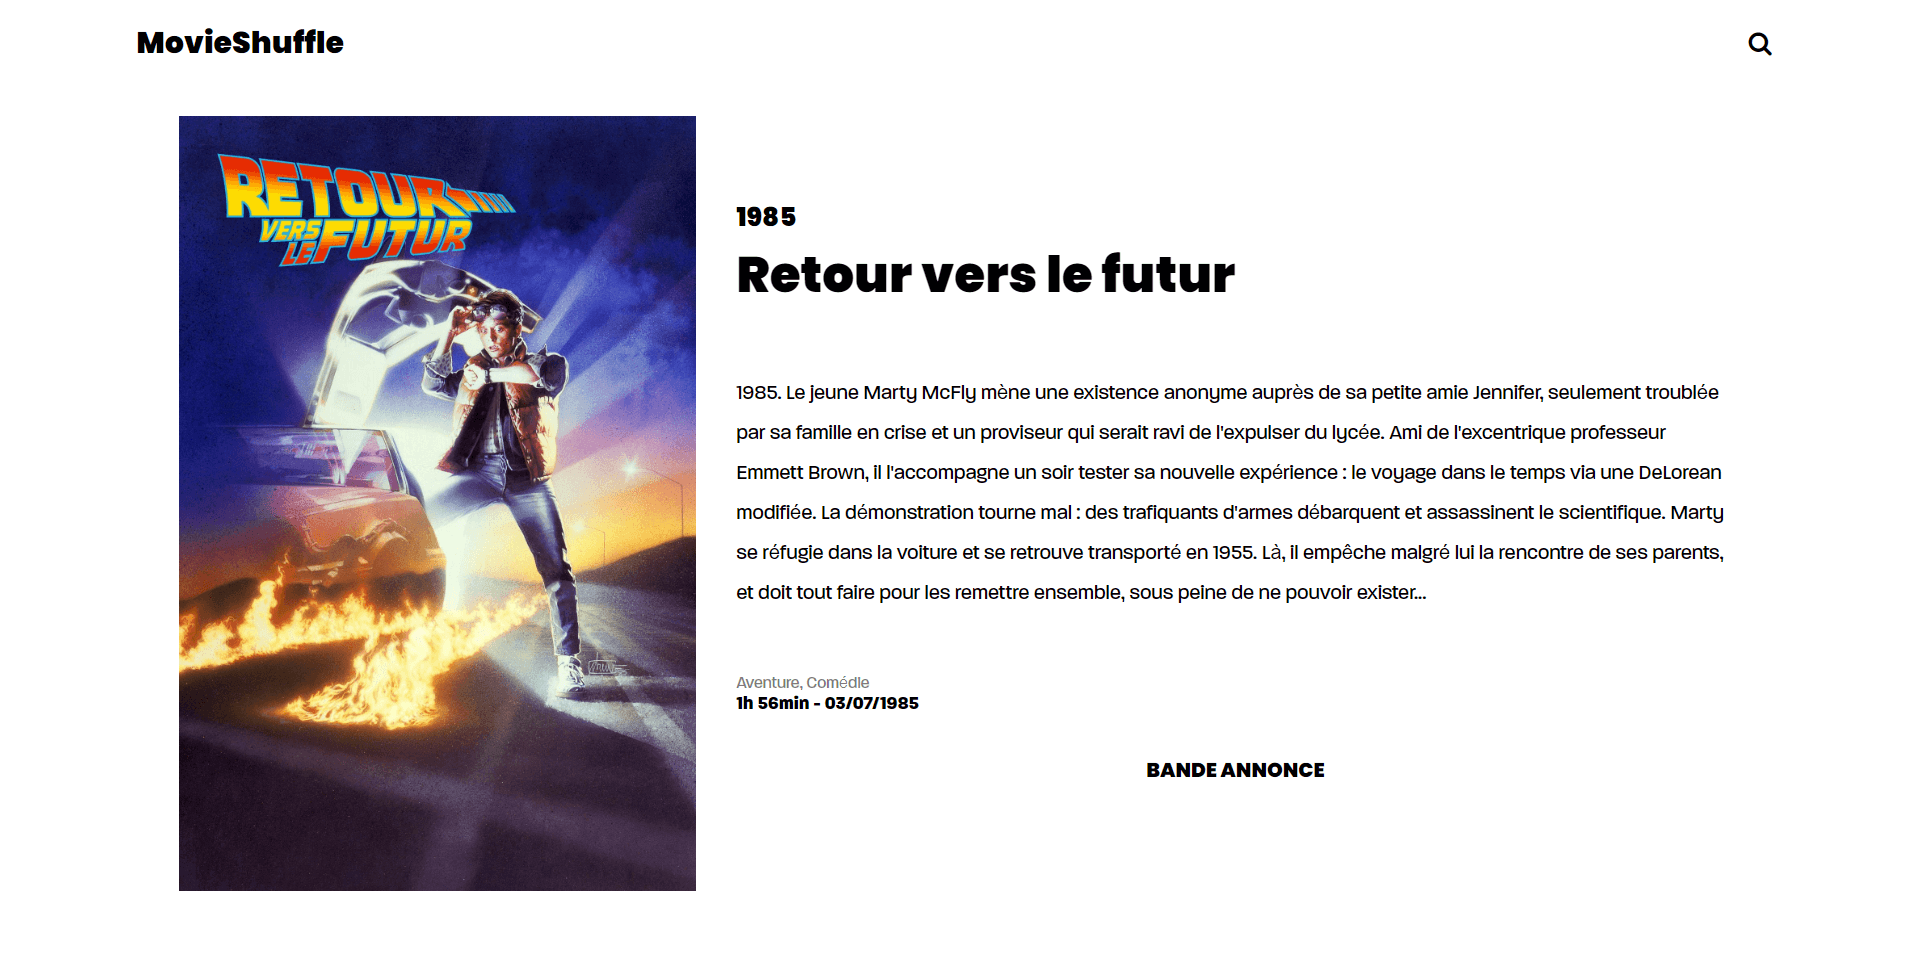 MovieShuffle
RETOUR
VERS
LE FUTUR
1985
Retour vers le futur
1985. Le jeune Marty McFly mène une existence anonyme auprès de sa petite amie Jennifer, seulement troublée
par sa famille en crise et un proviseur qui serait ravi de l'expulser du lycée. Ami de l'excentrique professeur
Emmett Brown, il l'accompagne un soir tester sa nouvelle expérience : le voyage dans le temps via une DeLorean
modifiée. La démonstration tourne mal : des trafiquants d'armes débarquent et assassinent le scientifique. Marty
se réfugie dans la voiture et se retrouve transporté en 1955. Là, il empêche malgré lui la rencontre de ses parents,
et doit tout faire pour les remettre ensemble, sous peine de ne pouvoir exister...
Aventure, Comédie
1h 56min - 03/07/1985
BANDE ANNONCE